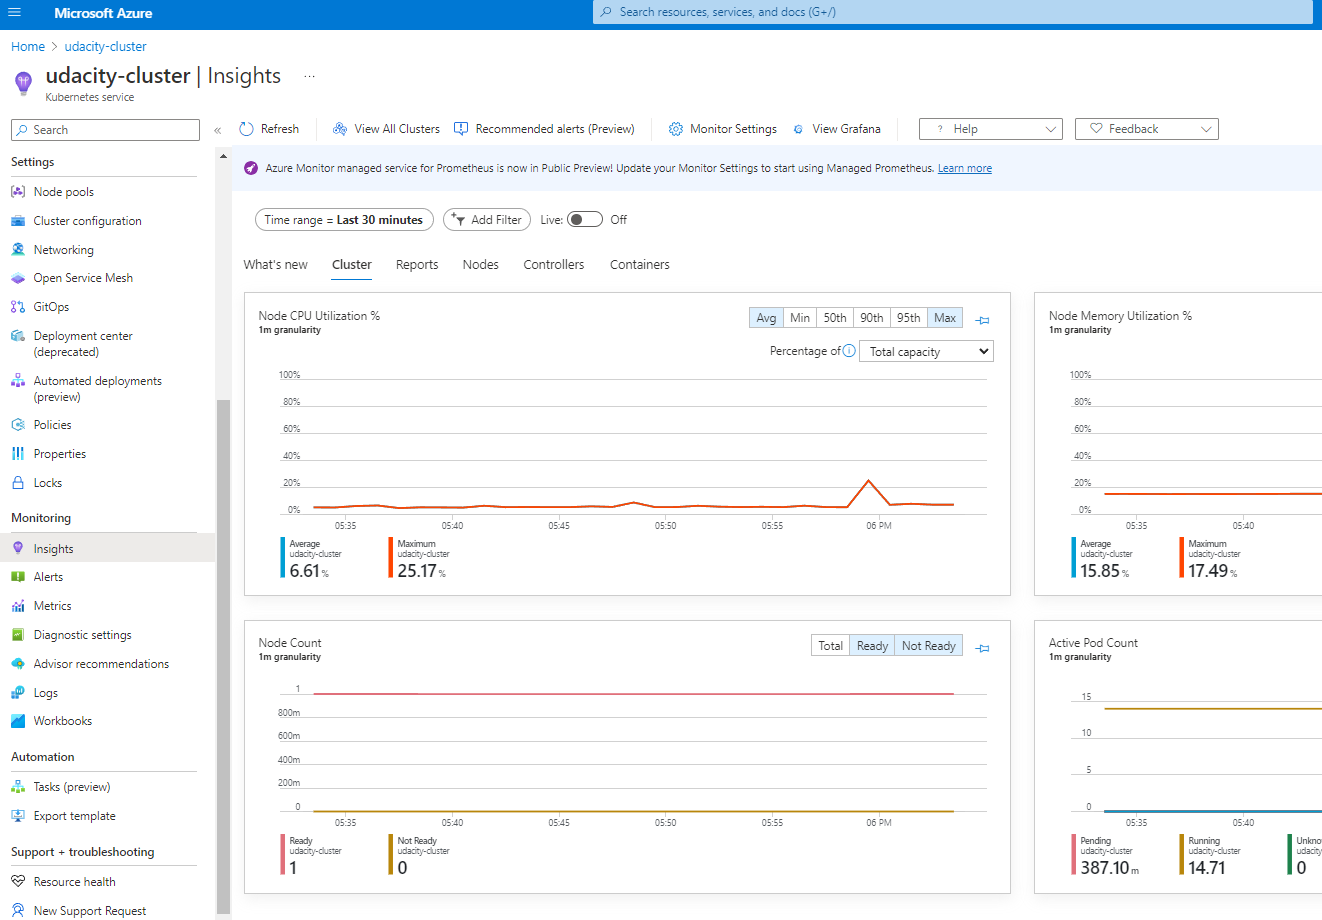 Microsoft Azure
Search resources, services, and docs (G+/)
Home > udacity-cluster
udacity-cluster | Insights ...
Kubernetes service
Search
«
Settings
Node pools
Cluster configuration
Networking
Open Service Mesh
GitOps
Deployment center
(deprecated)
Automated deployments
(preview)
Policies
Properties
Locks
Monitoring
Insights
Alerts
Metrics
Diagnostic settings
Advisor recommendations
Logs
Workbooks
Automation
Tasks (preview)
Export template
Support + troubleshooting
Resource health
New Support Request
Refresh View All Clusters Recommended alerts (Preview) Monitor Settings View Grafana ? Help Feedback
Azure Monitor managed service for Prometheus is now in Public Preview! Update your Monitor Settings to start using Managed Prometheus. Learn more
Time range = Last 30 minutes Add Filter Live: Off
What's new Cluster Reports Nodes Controllers Containers
Node CPU Utilization %
1m granularity
Avg Min 50th 90th 95th Max
Percentage of Total capacity
100%
80%
60%
40%
20%
0%
05:35 05:40 05:45 05:50 05:55 06 PM
Average
udacity-cluster
6.61%
Maximum
udacity-cluster
25.17%
Node Memory Utilization %
1m granularity
100%
80%
60%
40%
20%
0%
05:35 05:40
Average
udacity-cluster
15.85%
Maximum
udacity-cluster
17.49%
Node Count
1m granularity
Total Ready Not Ready
1
800m
600m
400m
200m
0
05:35 05:40 05:45 05:50 05:55 06 PM
Ready
udacity-cluster
1
Not Ready
udacity-cluster
0
Active Pod Count
1m granularity
15
10
5
0
05:35 05:40
Pending
udacity-cluster
387.10m
Running
udacity-cluster
14.71
Unkno
udacity-
0